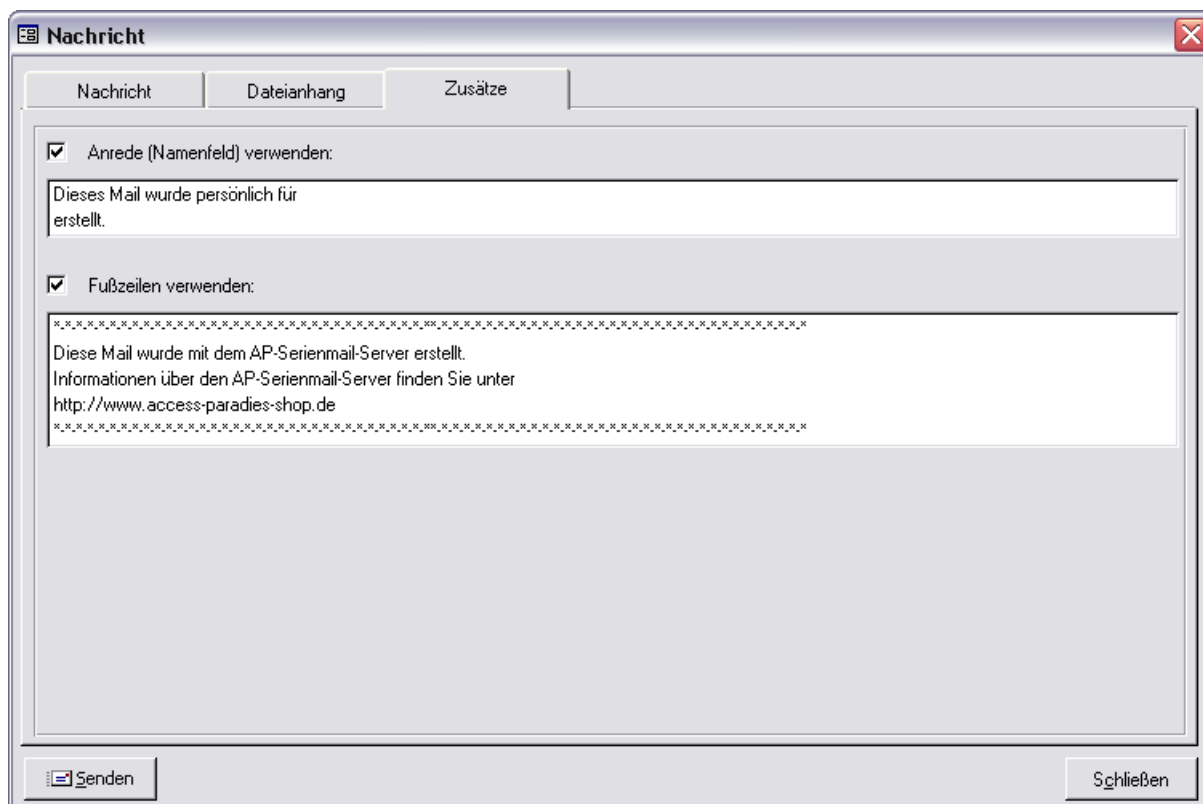 Nachricht
Nachricht Dateianhang Zusätze
Anrede (Namenfeld) verwenden:
Dieses Mail wurde persönlich für
erstellt.
Fußzeilen verwenden:
Diese Mail wurde mit dem AP-Serienmail-Server erstellt.
Informationen über den AP-Serienmail-Server finden Sie unter
http://www.access-paradies-shop.de
Senden Schließen